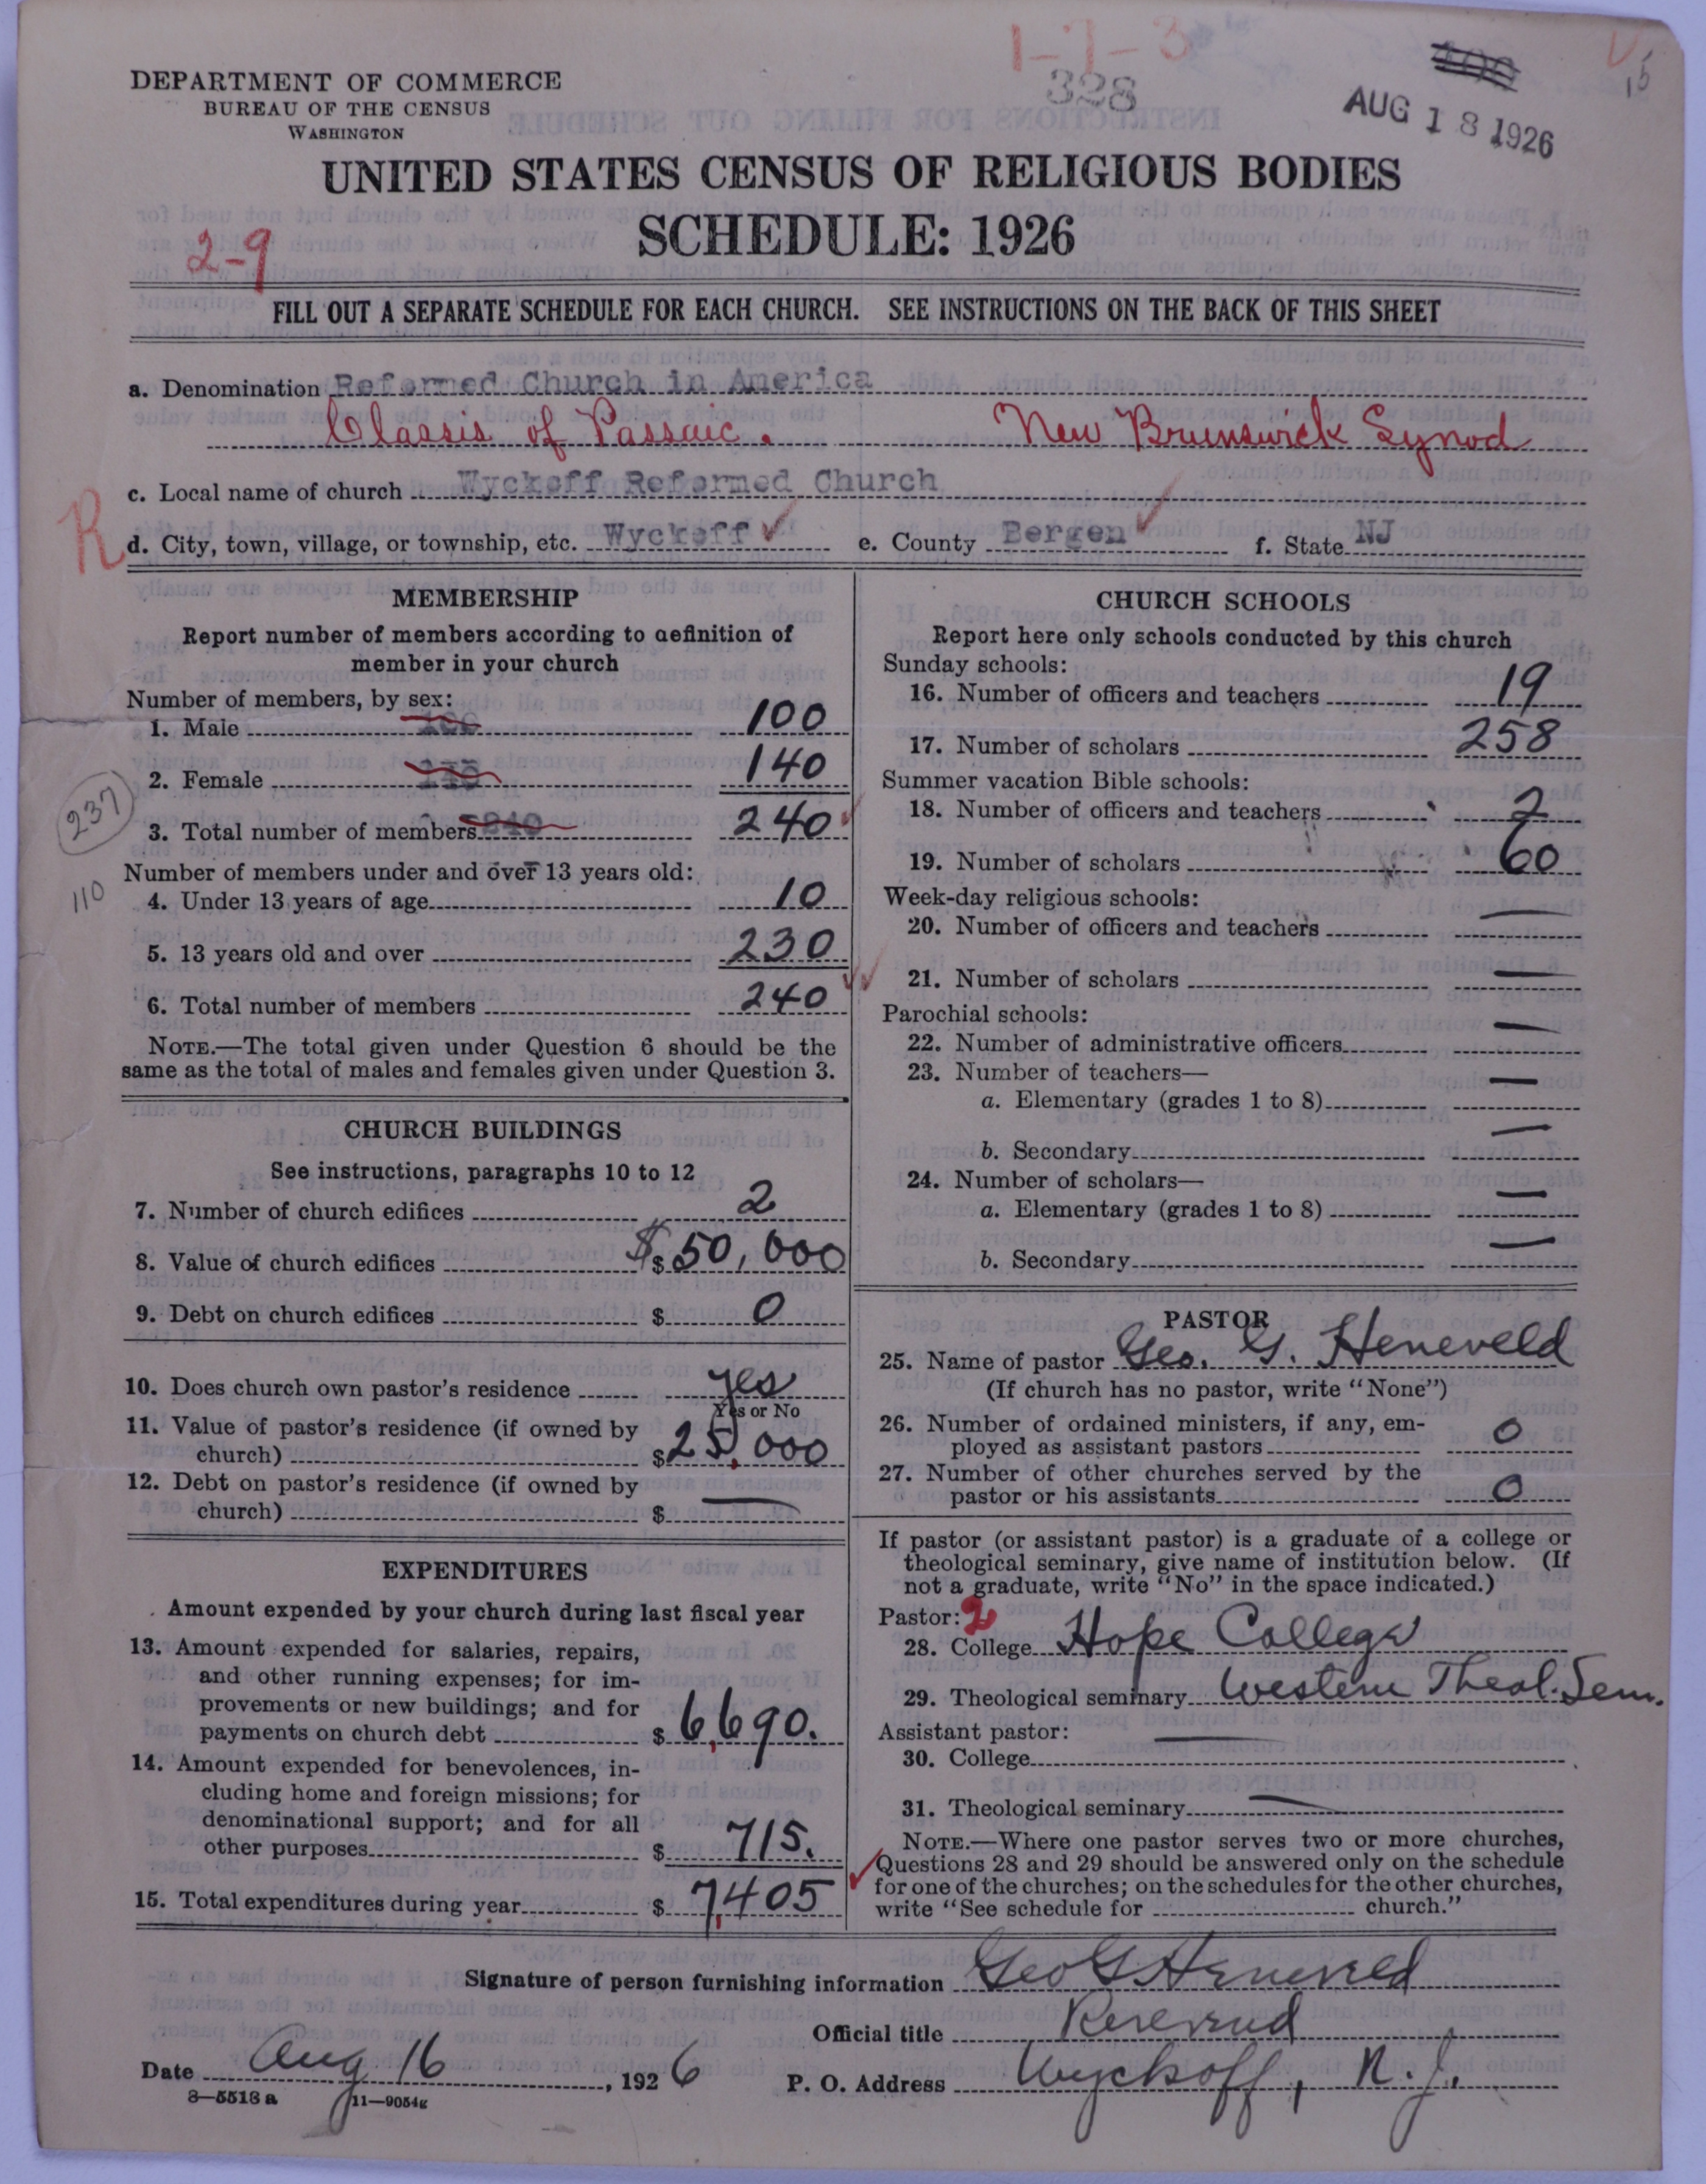 1-7-3
328
AUG 18 1926
15
DEPARTMENT OF COMMERCE
BUREAU OF THE CENSUS
WASHINGTON
UNITED STATES CENSUS OF RELIGIOUS BODIES
SCHEDULE: 1926
2-9
FILL OUT A SEPARATE SCHEDULE FOR EACH CHURCH. SEE INSTRUCTIONS ON THE BACK OF THIS SHEET
a. Denomination Reformed Church in America
Classis of Passaic. New Brunswick Synod
c. Local name of church Wyckoff Reformed Church
R
d. City, town, village, or township, etc. Wyckoff e. County Bergen f. State NJ
MEMBERSHIP
Report number of members according to definition of
member in your church
Number of members, by sex:
1. Male 100 100
2. Female 140
3. Total number of members 240 240
237
Number of members under and over 13 years old:
110
4. Under 13 years of age 10
5. 13 years old and over 230
6. Total number of members 240
NOTE.—The total given under Question 6 should be the
same as the total of males and females given under Question 3.
CHURCH BUILDINGS
See instructions, paragraphs 10 to 12
7. Number of church edifices 2
8. Value of church edifices $ $50,000
9. Debt on church edifices $ 0
10. Does church own pastor's residence yes
Yes or No
11. Value of pastor's residence (if owned by
church) $25,000
12. Debt on pastor's residence (if owned by
church) $ —
EXPENDITURES
Amount expended by your church during last fiscal year
13. Amount expended for salaries, repairs,
and other running expenses; for im-
provements or new buildings; and for
payments on church debt $ 6,690.
14. Amount expended for benevolences, in-
cluding home and foreign missions; for
denominational support; and for all
other purposes $ 715.
15. Total expenditures during year $ 7,405
CHURCH SCHOOLS
Report here only schools conducted by this church
Sunday schools:
16. Number of officers and teachers 19
17. Number of scholars 258
Summer vacation Bible schools:
18. Number of officers and teachers 2
19. Number of scholars 60
Week-day religious schools:
20. Number of officers and teachers —
21. Number of scholars —
Parochial schools:
22. Number of administrative officers —
23. Number of teachers—
a. Elementary (grades 1 to 8) —
b. Secondary —
24. Number of scholars—
a. Elementary (grades 1 to 8) —
b. Secondary —
PASTOR
25. Name of pastor Geo. G. Heneveld
(If church has no pastor, write "None")
26. Number of ordained ministers, if any, em-
ployed as assistant pastors 0
27. Number of other churches served by the
pastor or his assistants 0
If pastor (or assistant pastor) is a graduate of a college or
theological seminary, give name of institution below. (If
not a graduate, write "No" in the space indicated.)
Pastor: 2
28. College Hope College
29. Theological seminary Western Theol. Sem.
Assistant pastor:
30. College —
31. Theological seminary —
NOTE.—Where one pastor serves two or more churches,
Questions 28 and 29 should be answered only on the schedule
for one of the churches; on the schedules for the other churches,
write "See schedule for church."
Signature of person furnishing information Geo G Heneveld
Official title Reverend
Date Aug 16, 1926 P. O. Address Wyckoff, N. J.
8—5513 a 11—9054g